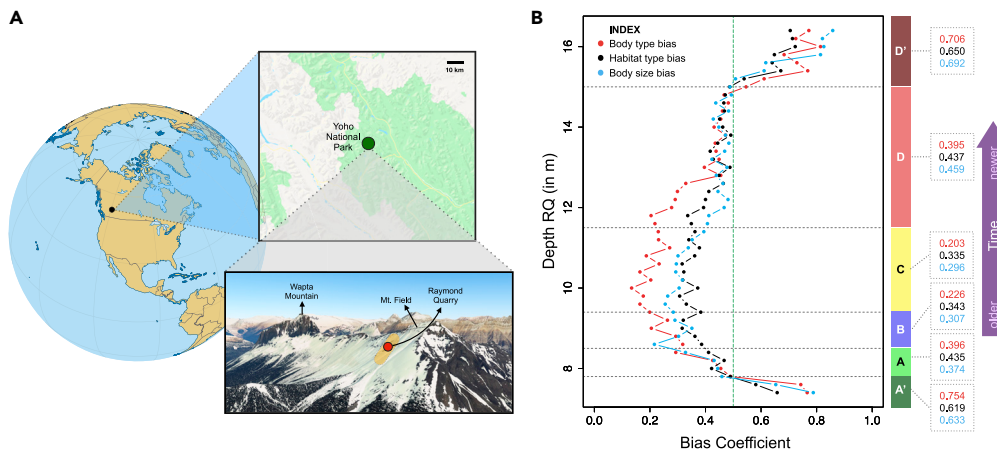 A
10 km
Yoho
National
Park
Wapta
Mountain
Mt. Field
Raymond
Quarry
B
INDEX
Body type bias
Habitat type bias
Body size bias
Depth RQ (in m)
16
14
12
10
8
0.0
0.2
0.4
0.6
0.8
1.0
Bias Coefficient
D'
D
C
B
A
A'
0.706
0.650
0.692
0.395
0.437
0.459
0.203
0.335
0.296
0.226
0.343
0.307
0.396
0.435
0.374
0.754
0.619
0.633
newer
Time
older